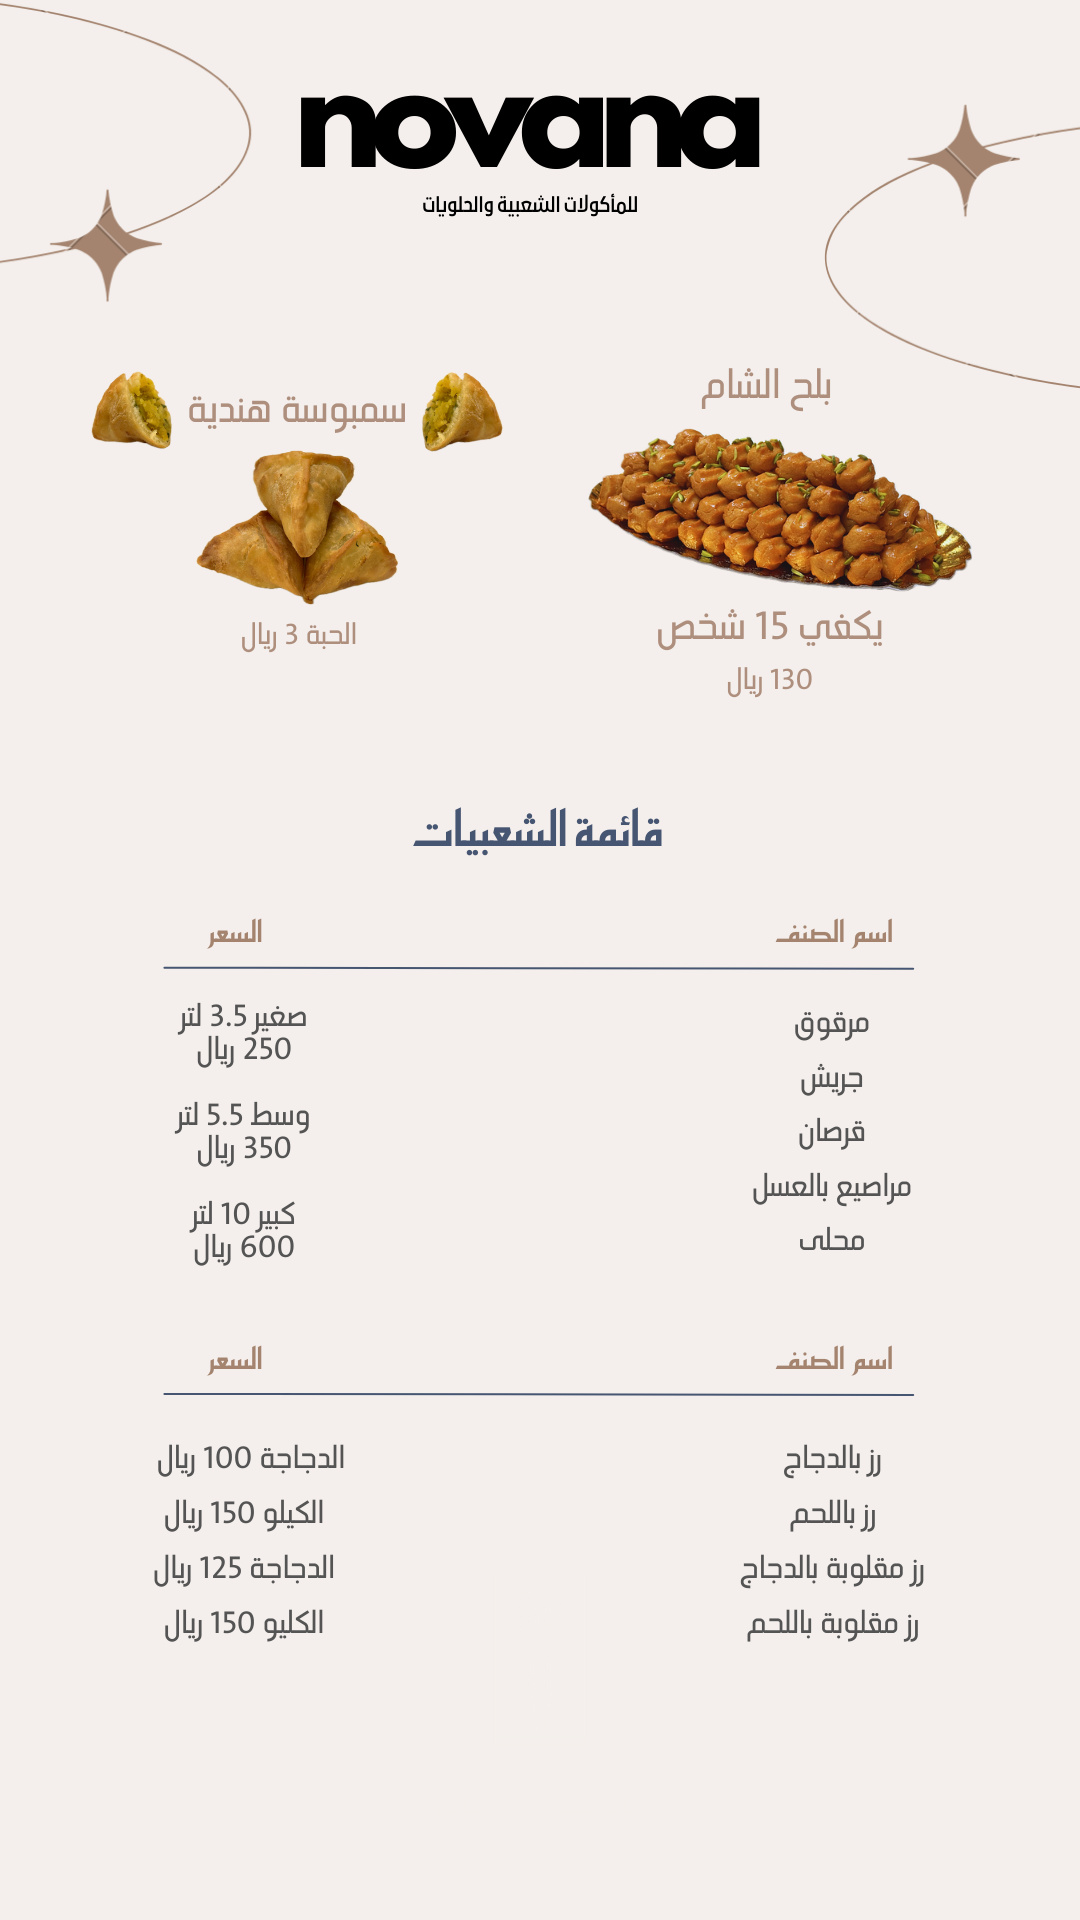 novana
للمأكولات الشعبية والحلويات
بلح الشام
يكفي 15 شخص
130 ريال
سمبوسة هندية
الحبة 3 ريال
قائمة الشعبيات
اسم الصنف
السعر
مرقوق
جريش
قرصان
مراصيع بالعسل
محلى
صغير 3.5 لتر
250 ريال
وسط 5.5 لتر
350 ريال
كبير 10 لتر
600 ريال
اسم الصنف
السعر
رز بالدجاج
الدجاجة 100 ريال
رز باللحم
الكيلو 150 ريال
رز مقلوبة بالدجاج
الدجاجة 125 ريال
رز مقلوبة باللحم
الكليو 150 ريال